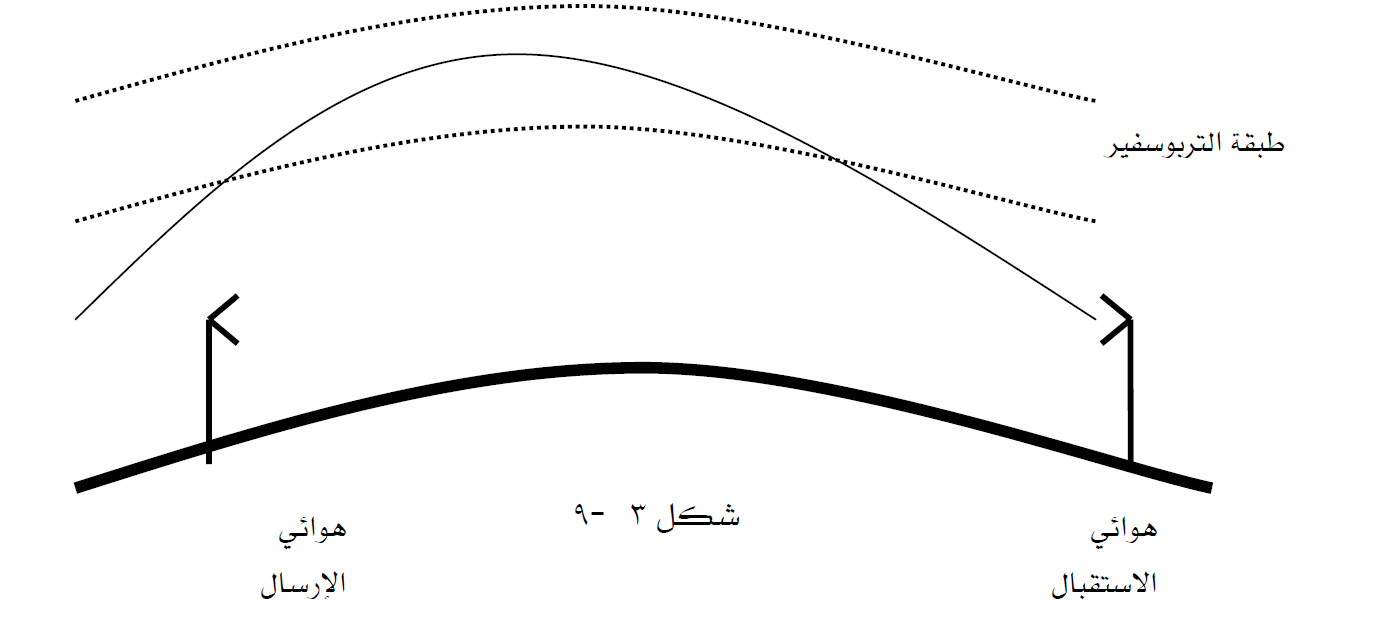 طبقة التربوسفير
شكل ٣ -٩
هوائي
الاستقبال
هوائي
الإرسال